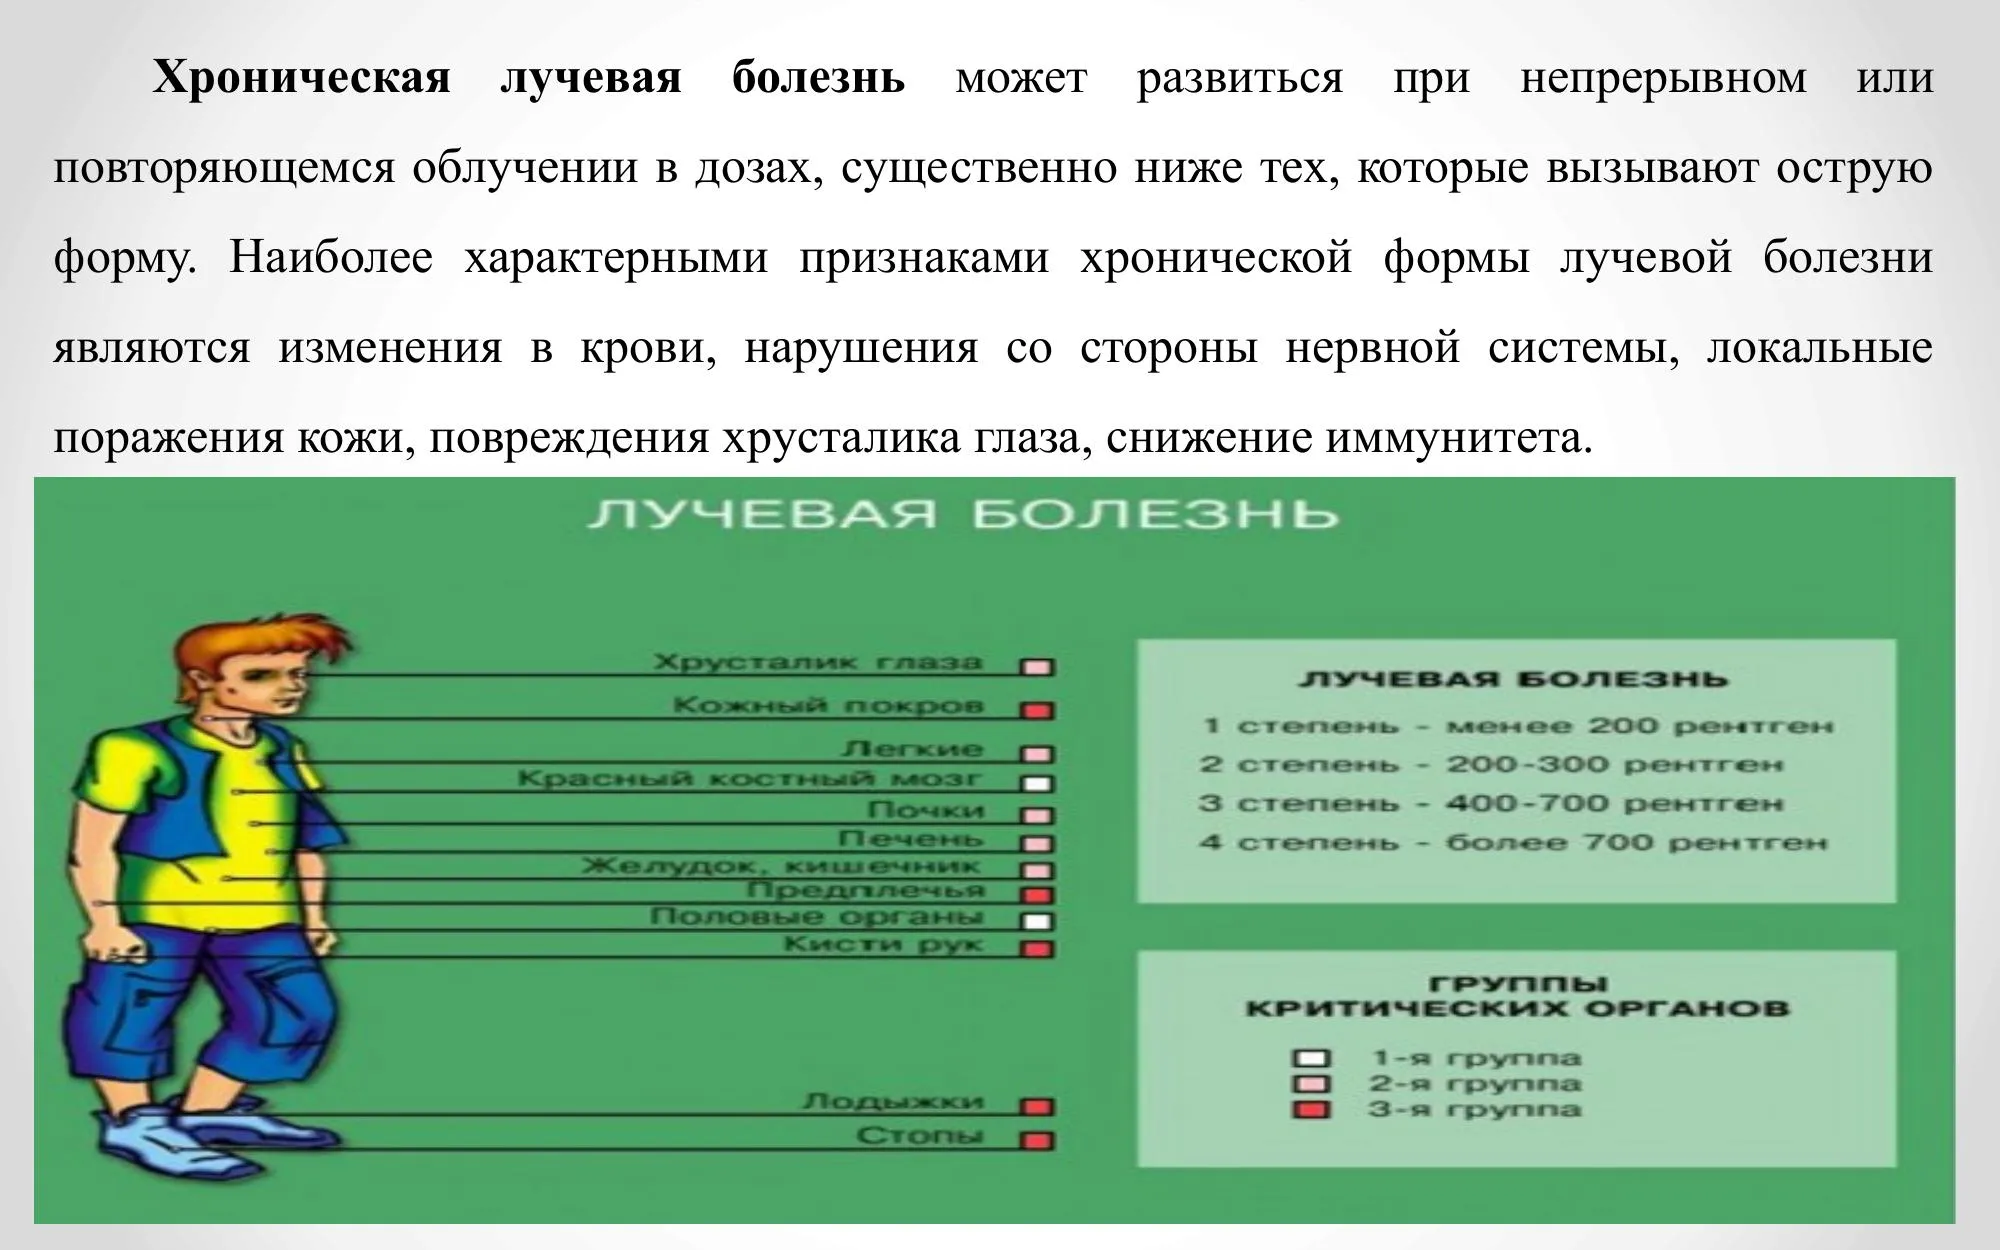 Хроническая лучевая болезнь может развиться при непрерывном или
повторяющемся облучении в дозах, существенно ниже тех, которые вызывают острую
форму. Наиболее характерными признаками хронической формы лучевой болезни
являются изменения в крови, нарушения со стороны нервной системы, локальные
поражения кожи, повреждения хрусталика глаза, снижение иммунитета.
ЛУЧЕВАЯ БОЛЕЗНЬ
Хрусталик глаза
Кожный покров
Легкие
Красный костный мозг
Почки
Печень
Желудок, кишечник
Предплечья
Половые органы
Кисти рук
Лодыжки
Стопы
ЛУЧЕВАЯ БОЛЕЗНЬ
1 степень - менее 200 рентген
2 степень - 200-300 рентген
3 степень - 400-700 рентген
4 степень - более 700 рентген
ГРУППЫ
КРИТИЧЕСКИХ ОРГАНОВ
1-я группа
2-я группа
3-я группа